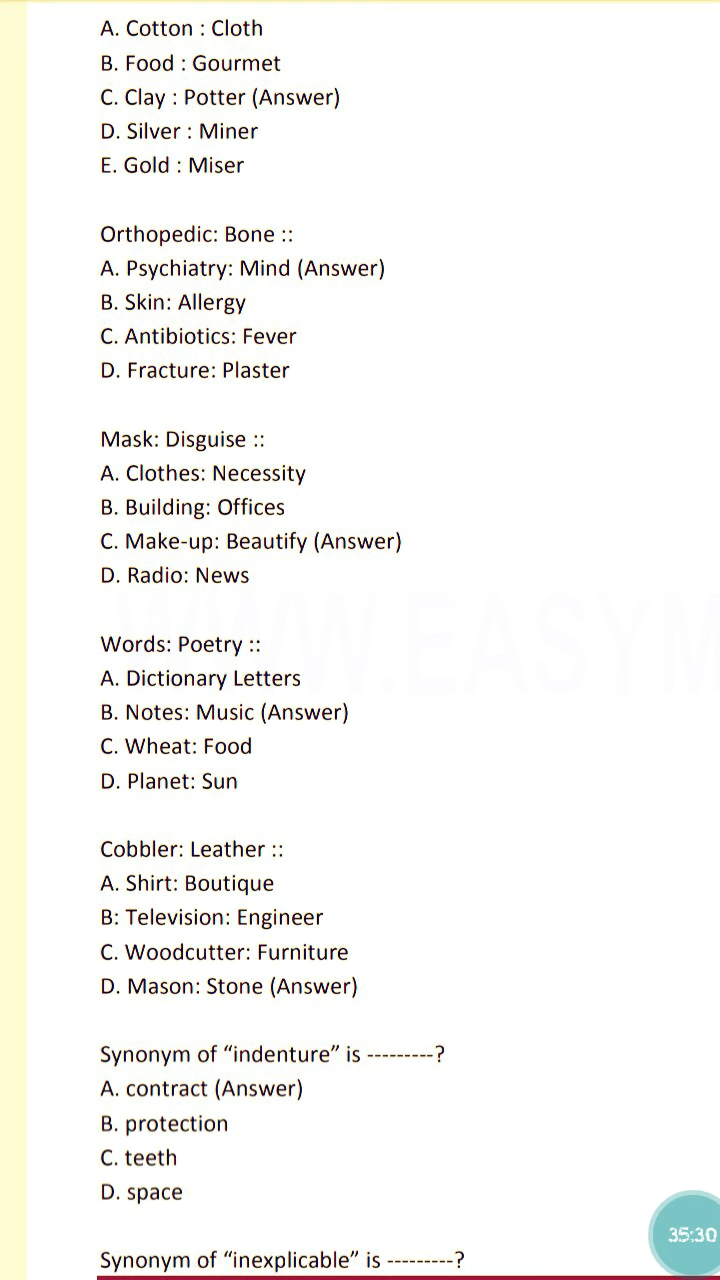 A. Cotton : Cloth
B. Food : Gourmet
C. Clay : Potter (Answer)
D. Silver : Miner
E. Gold : Miser
Orthopedic: Bone ::
A. Psychiatry: Mind (Answer)
B. Skin: Allergy
C. Antibiotics: Fever
D. Fracture: Plaster
Mask: Disguise ::
A. Clothes: Necessity
B. Building: Offices
C. Make-up: Beautify (Answer)
D. Radio: News
WWW.EASYM
Words: Poetry ::
A. Dictionary Letters
B. Notes: Music (Answer)
C. Wheat: Food
D. Planet: Sun
Cobbler: Leather ::
A. Shirt: Boutique
B: Television: Engineer
C. Woodcutter: Furniture
D. Mason: Stone (Answer)
Synonym of “indenture” is ---------?
A. contract (Answer)
B. protection
C. teeth
D. space
35:30
Synonym of “inexplicable” is ---------?